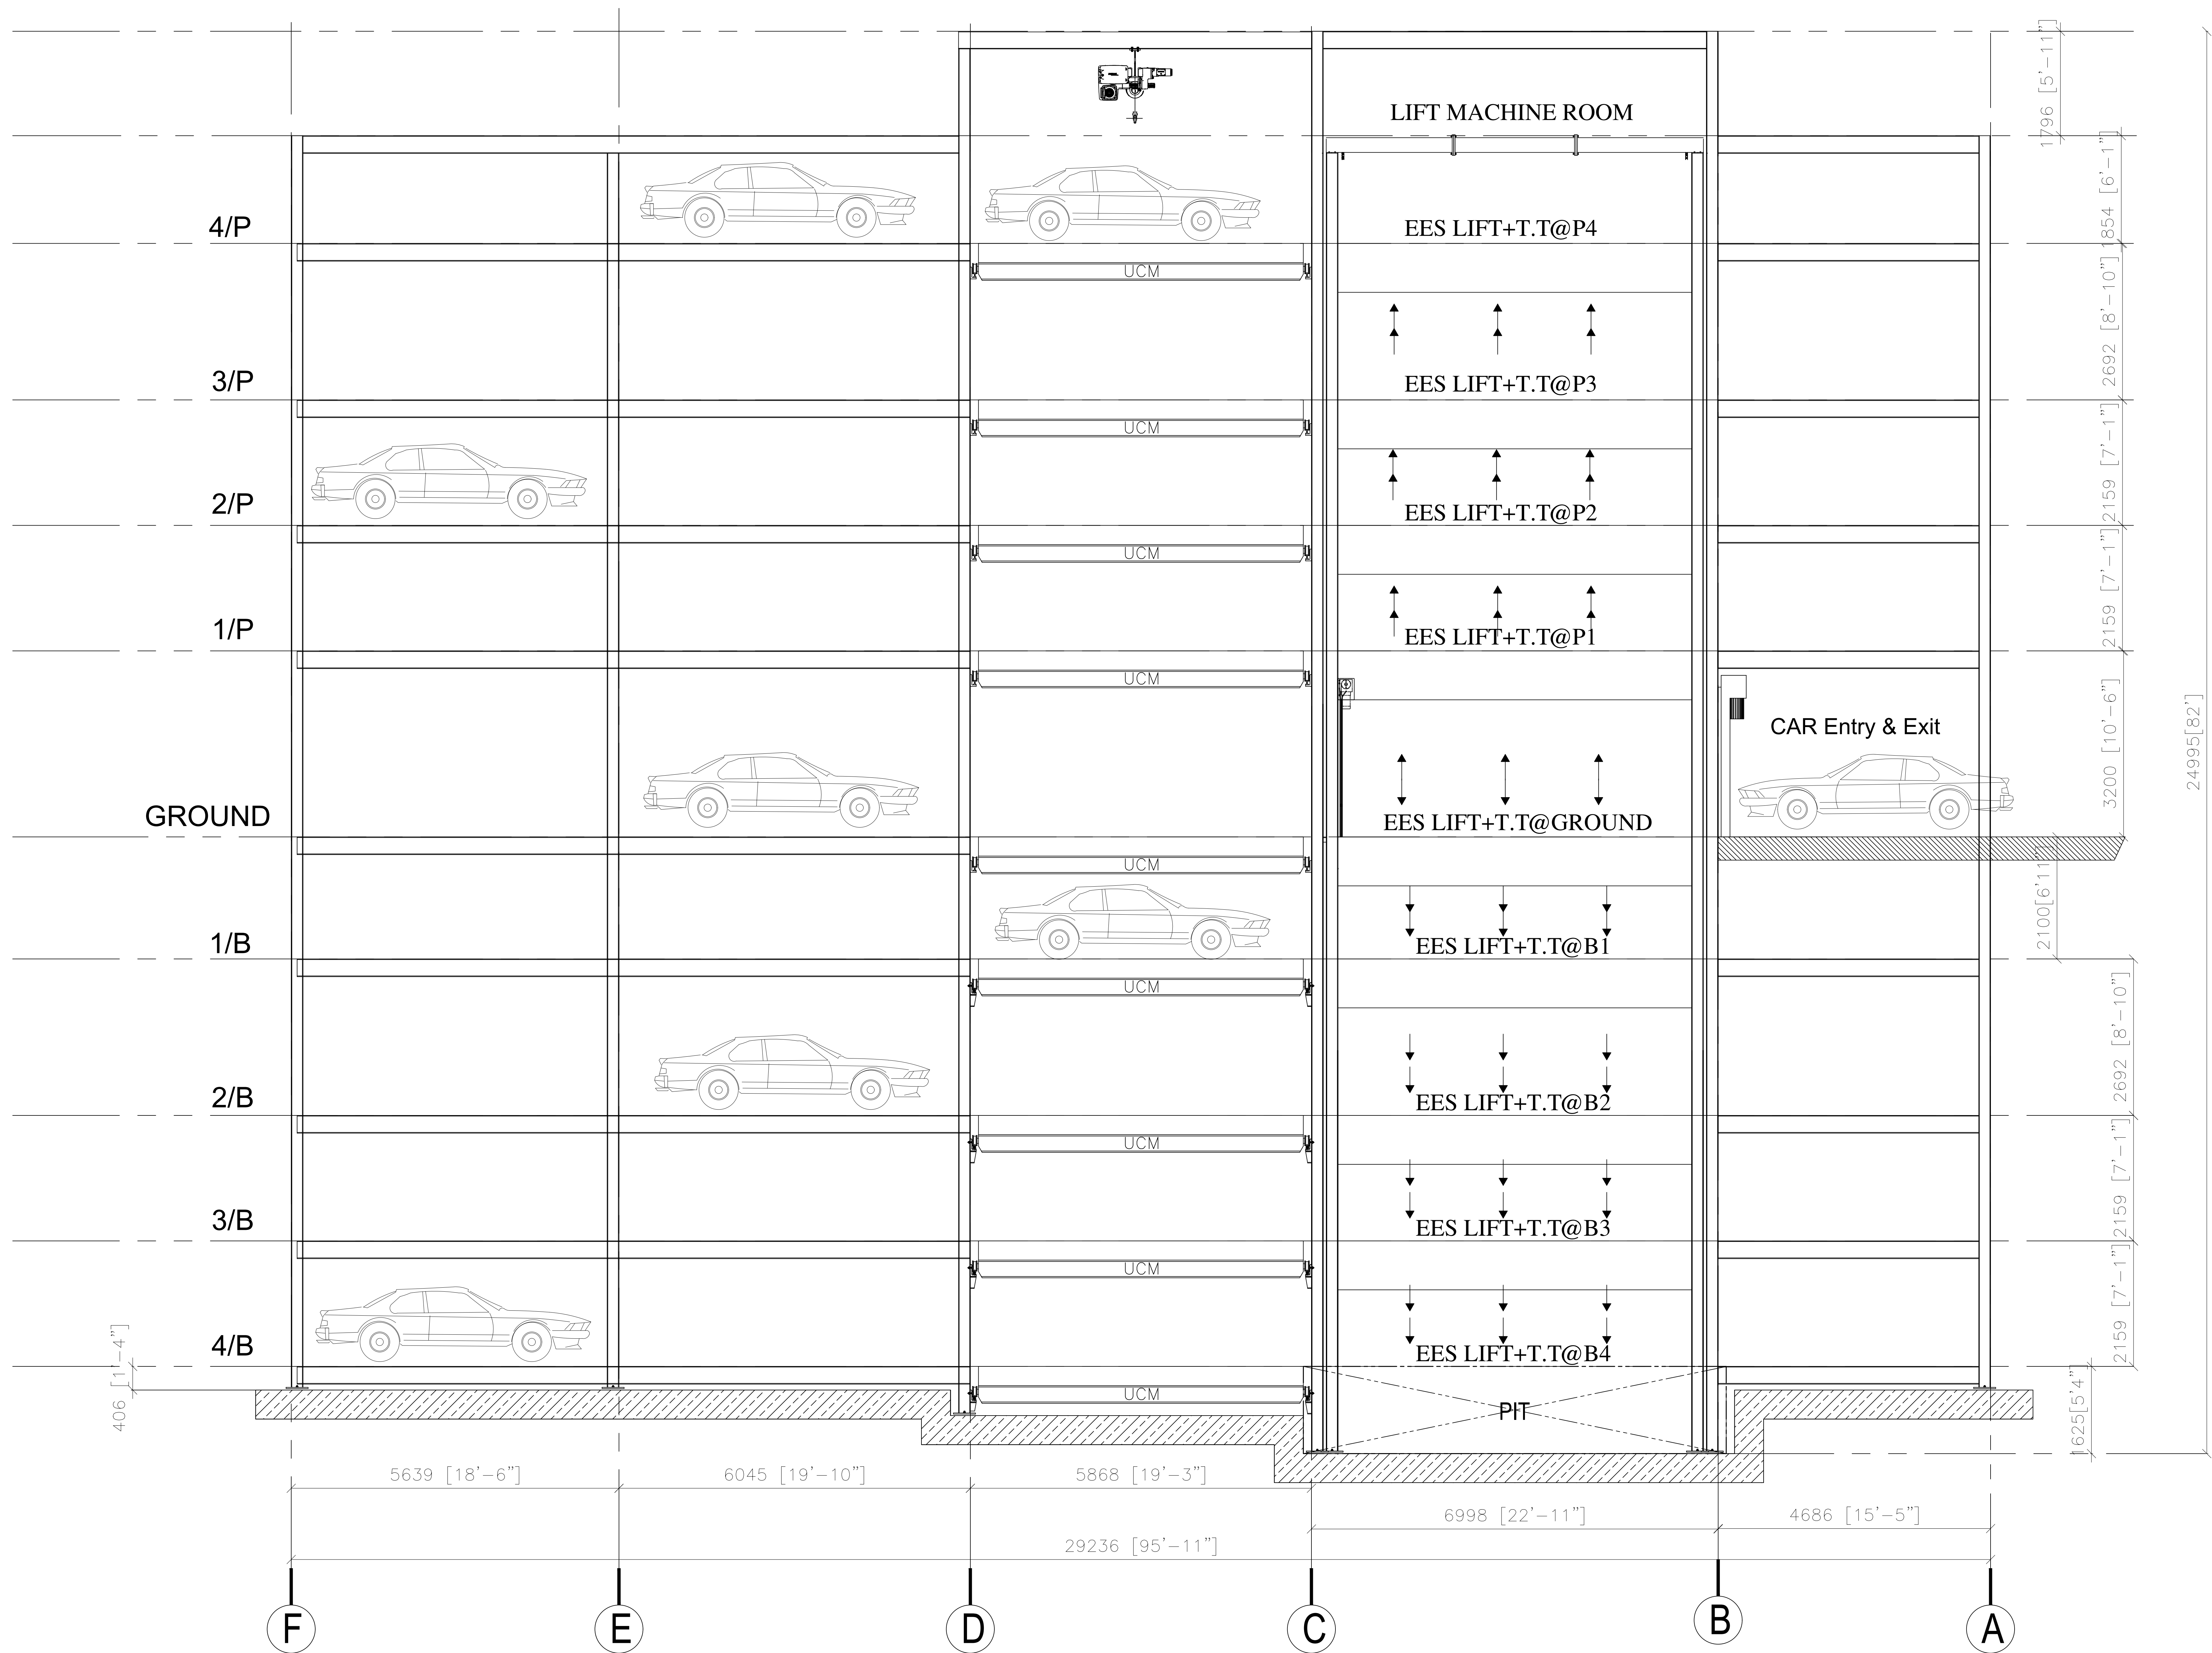 1796 [5'-11"]
LIFT MACHINE ROOM
1854 [6'-1"]
4/P
EES LIFT+T.T@P4
UCM
2692 [8'-10"]
3/P
EES LIFT+T.T@P3
UCM
2159 [7'-1"]
2/P
EES LIFT+T.T@P2
UCM
2159 [7'-1"]
1/P
EES LIFT+T.T@P1
UCM
3200 [10'-6"]
24995[82']
CAR Entry & Exit
GROUND
EES LIFT+T.T@GROUND
UCM
2100[6'11"]
1/B
EES LIFT+T.T@B1
UCM
2692 [8'-10"]
2/B
EES LIFT+T.T@B2
UCM
2159 [7'-1"]
3/B
EES LIFT+T.T@B3
UCM
2159 [7'-1"]
4/B
EES LIFT+T.T@B4
406 [1'-4"]
UCM
PIT
1625[5'4"]
5639 [18'-6"]
6045 [19'-10"]
5868 [19'-3"]
6998 [22'-11"]
4686 [15'-5"]
29236 [95'-11"]
F
E
D
C
B
A